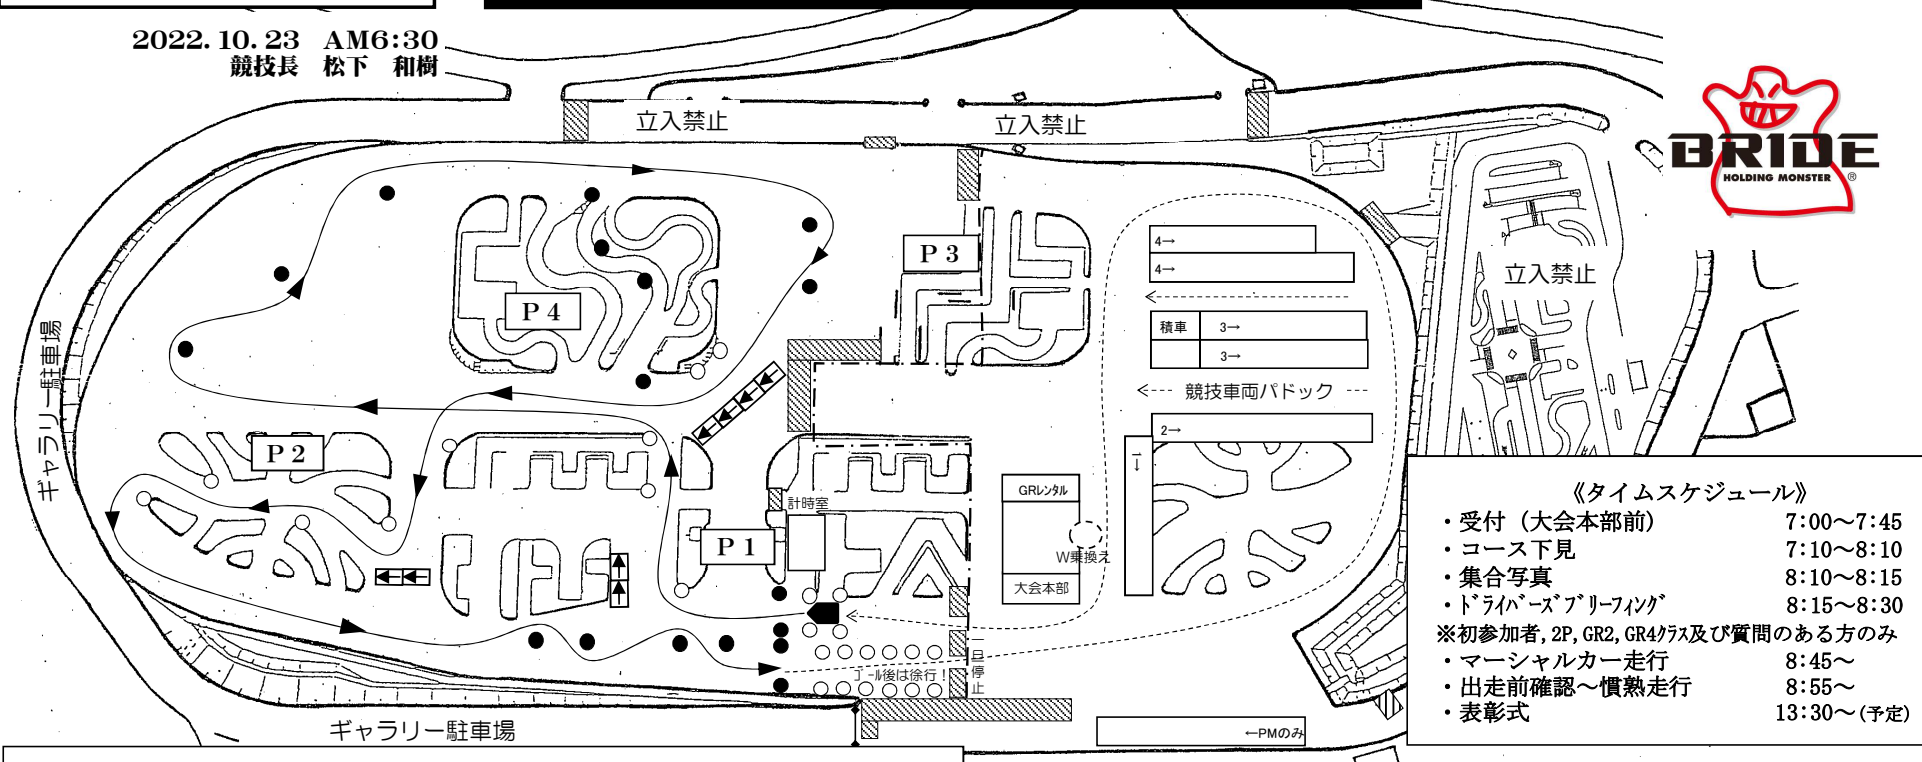 2022.10.23　AM6:30
競技長　松下　和樹
立入禁止
立入禁止
BRIDE
HOLDING MONSTER ®
P 3
P 4
4→
4→
積車
3→
3→
競技車両パドック
2→
1→
立入禁止
ギャラリー駐車場
P 2
計時室
P 1
GRレンタル
W乗換え
大会本部
一旦停止
ｺﾞｰﾙ後は徐行！
ギャラリー駐車場
←PMのみ
《タイムスケジュール》
・受付（大会本部前）　7:00～7:45
・コース下見　7:10～8:10
・集合写真　8:10～8:15
・ﾄﾞﾗｲﾊﾞｰｽﾞﾌﾞﾘｰﾌｨﾝｸﾞ　8:15～8:30
※初参加者,2P,GR2,GR4ｸﾗｽ及び質問のある方のみ
・マーシャルカー走行　8:45～
・出走前確認～慣熟走行　8:55～
・表彰式　13:30～(予定)